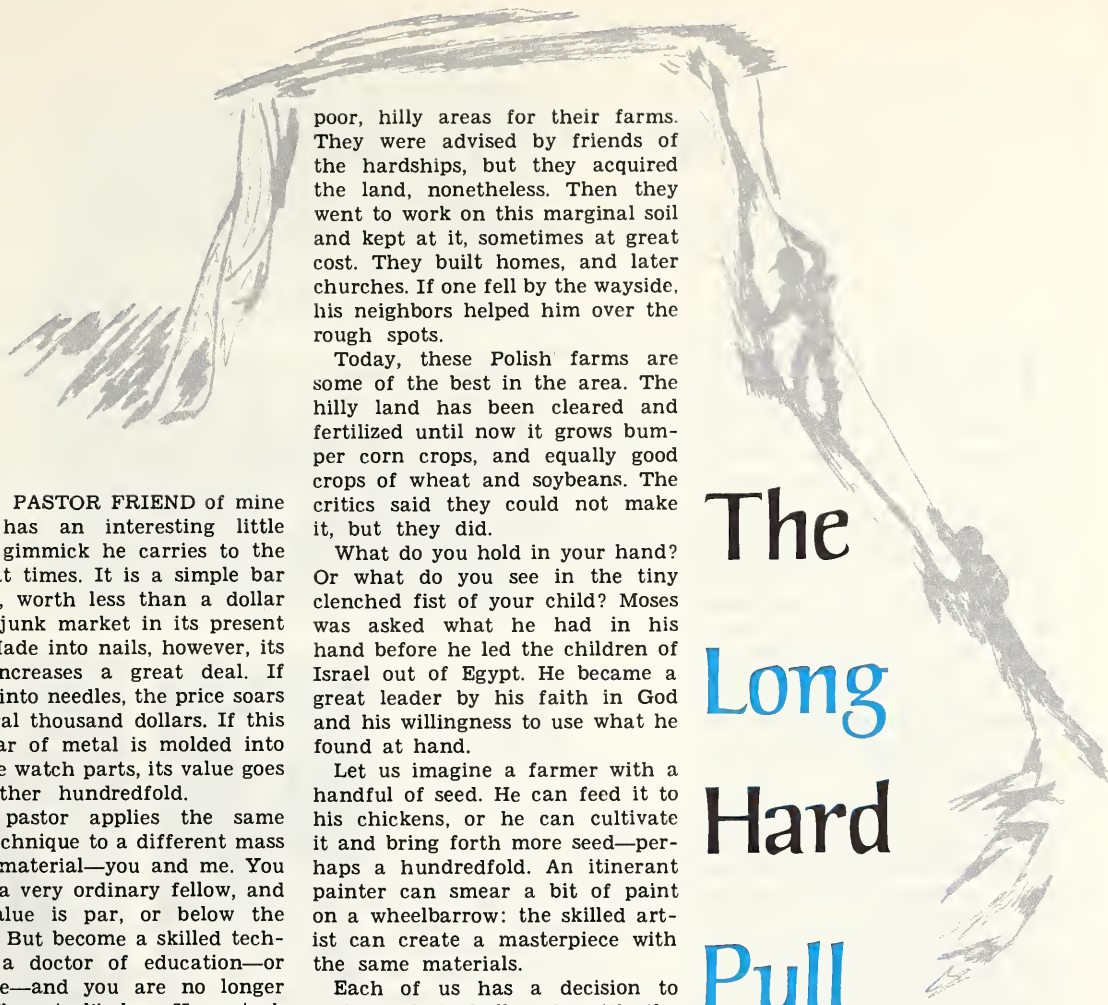 PASTOR FRIEND of mine
has an interesting little
gimmick he carries to the
times. It is a simple bar
worth less than a dollar
junk market in its present
into nails, however, its
increases a great deal. If
into needles, the price soars
thousand dollars. If this
of metal is molded into
watch parts, its value goes
hundredfold.
pastor applies the same
to a different mass
material—you and me. You
a very ordinary fellow, and
is par, or below the
But become a skilled tech-
a doctor of education—or
and you are no longer
poor, hilly areas for their farms.
They were advised by friends of
the hardships, but they acquired
the land, nonetheless. Then they
went to work on this marginal soil
and kept at it, sometimes at great
cost. They built homes, and later
churches. If one fell by the wayside,
his neighbors helped him over the
rough spots.
Today, these Polish farms are
some of the best in the area. The
hilly land has been cleared and
fertilized until now it grows bum-
per corn crops, and equally good
crops of wheat and soybeans. The
critics said they could not make
it, but they did.
What do you hold in your hand?
Or what do you see in the tiny
clenched fist of your child? Moses
was asked what he had in his
hand before he led the children of
Israel out of Egypt. He became a
great leader by his faith in God
and his willingness to use what he
found at hand.
Let us imagine a farmer with a
handful of seed. He can feed it to
his chickens, or he can cultivate
it and bring forth more seed—per-
haps a hundredfold. An itinerant
painter can smear a bit of paint
on a wheelbarrow: the skilled art-
ist can create a masterpiece with
the same materials.
Each of us has a decision to
The
Long
Hard
Pull